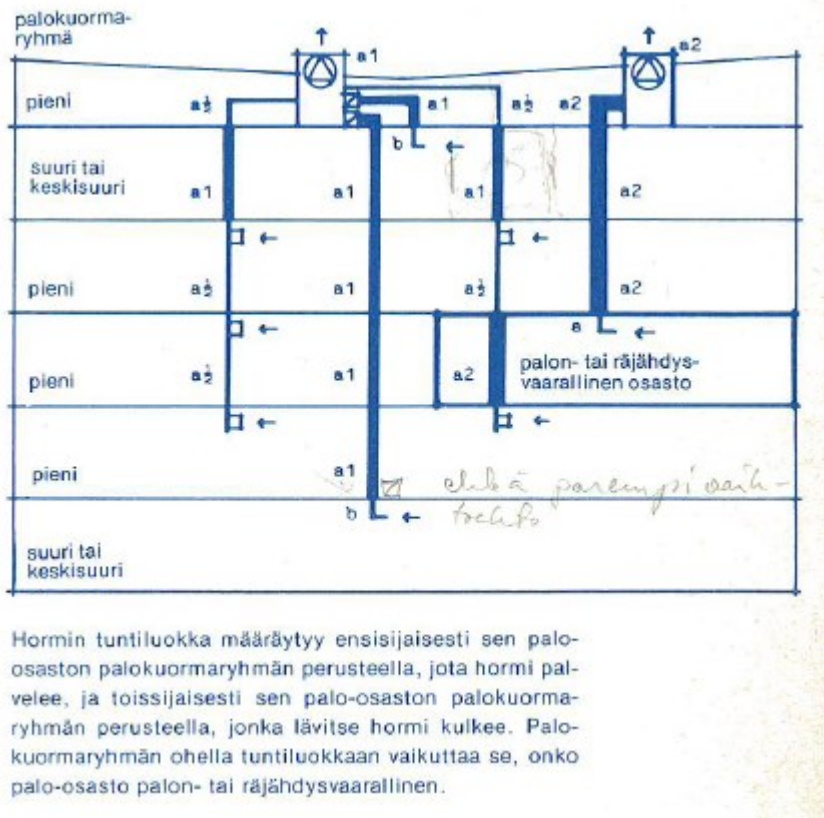 palokuorma-
ryhmä
a1 a2
pieni a½ a1 a½ a2
b
suuri tai
keskisuuri
a1 a1 a1 a2
pieni a½ a1 a½ a2
a
pieni a½ a1 a2
palon- tai räjähdys-
vaarallinen osasto
pieni a1
ehkä parempi vaih-
toehto
b
suuri tai
keskisuuri
Hormin tuntiluokka määräytyy ensisijaisesti sen palo-
osaston palokuormaryhmän perusteella, jota hormi pal-
velee, ja toissijaisesti sen palo-osaston palokuorma-
ryhmän perusteella, jonka lävitse hormi kulkee. Palo-
kuormaryhmän ohella tuntiluokkaan vaikuttaa se, onko
palo-osasto palon- tai räjähdysvaarallinen.